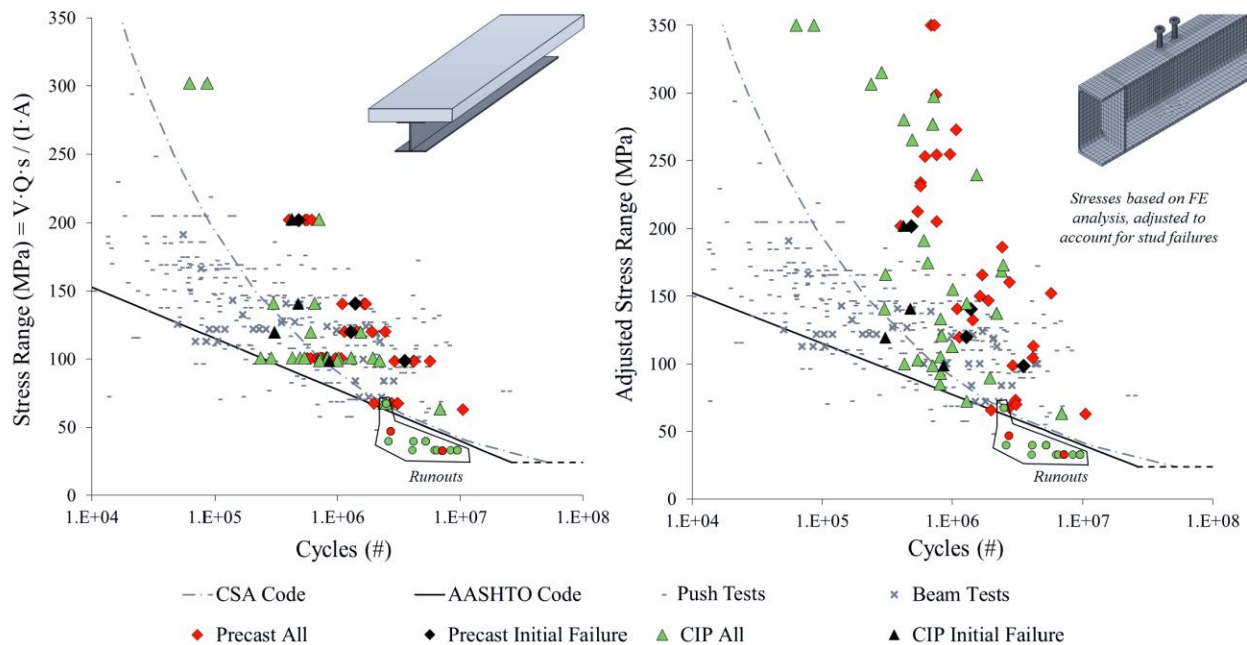 350
300
250
200
150
100
50
0
Stress Range (MPa) = V·Q·s / (I·A)
1.E+04 1.E+05 1.E+06 1.E+07 1.E+08
Cycles (#)
Runouts
350
300
250
200
150
100
50
0
Adjusted Stress Range (MPa)
1.E+04 1.E+05 1.E+06 1.E+07 1.E+08
Cycles (#)
Runouts
Stresses based on FE
analysis, adjusted to
account for stud failures
CSA Code AASHTO Code Push Tests Beam Tests
Precast All Precast Initial Failure CIP All CIP Initial Failure